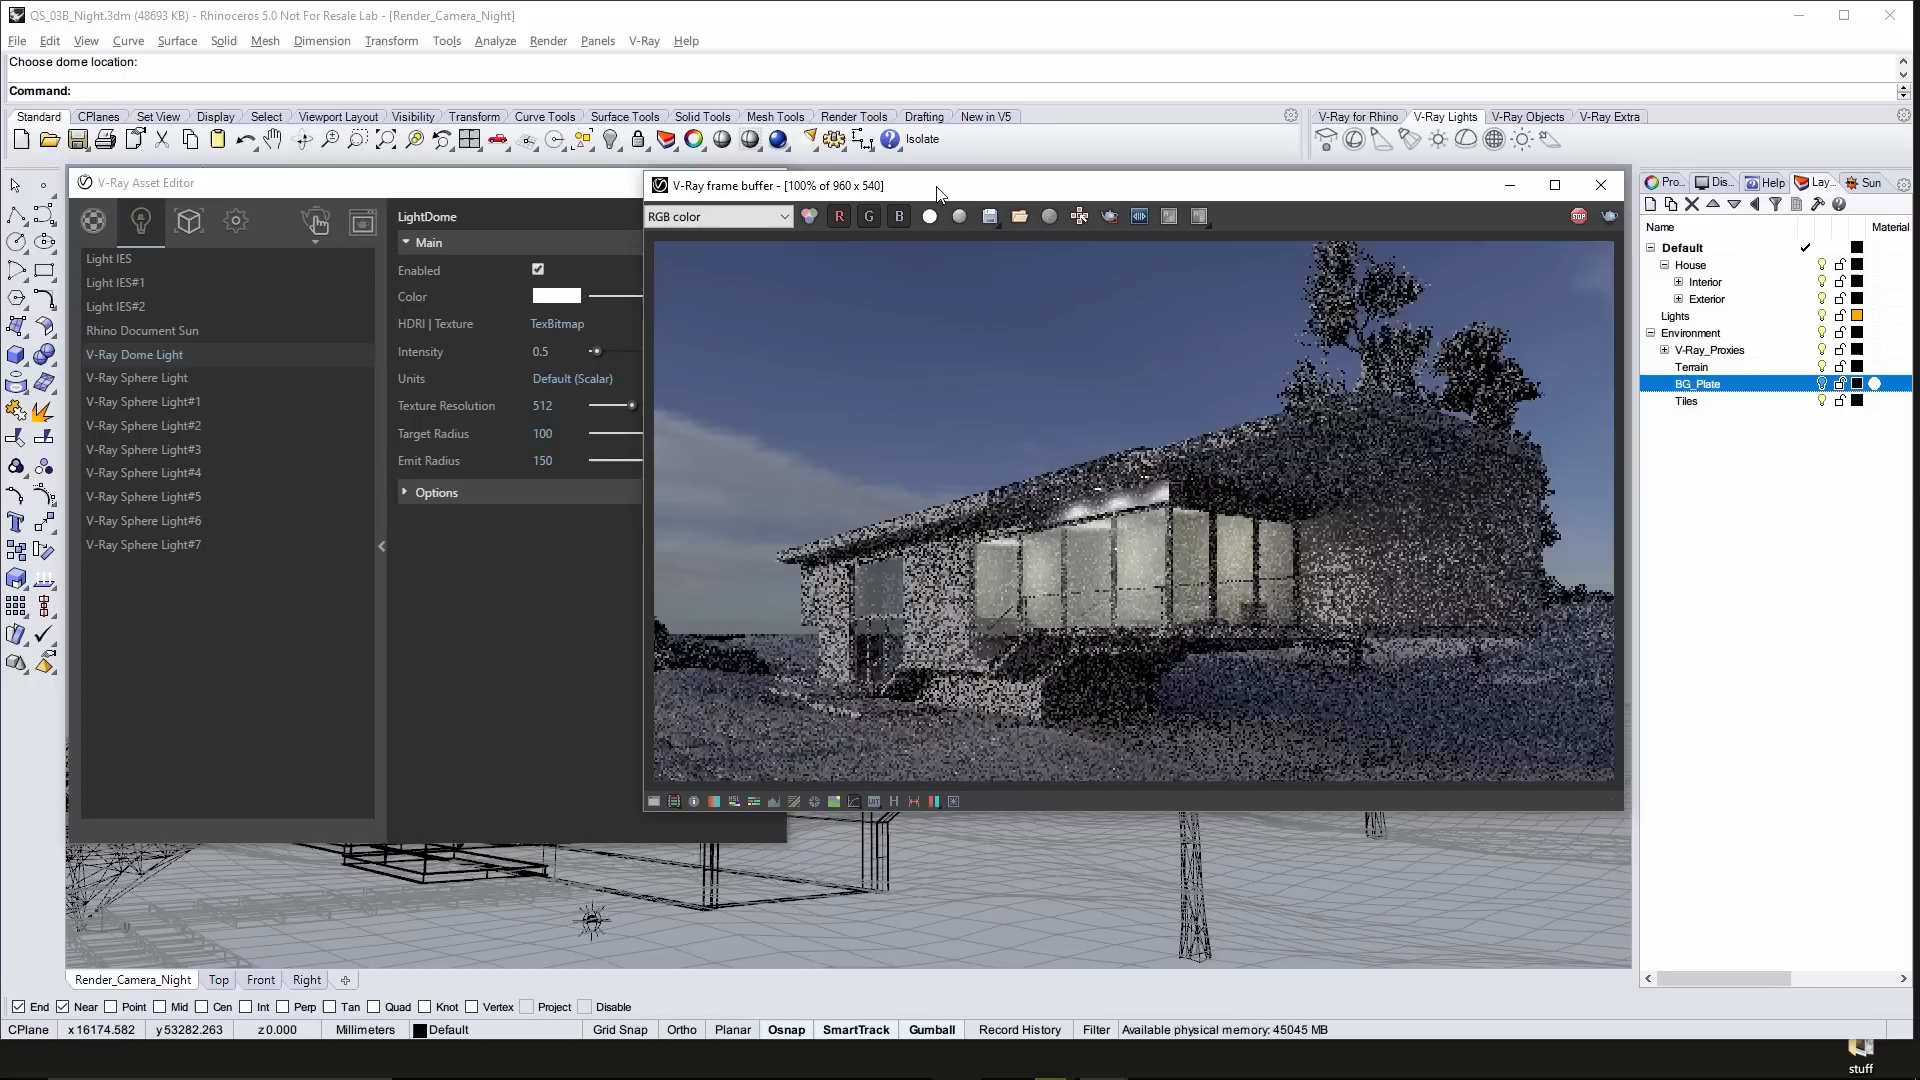 QS_03B_Night.3dm (48693 KB) - Rhinoceros 5.0 Not For Resale Lab - [Render_Camera_Night]
File Edit View Curve Surface Solid Mesh Dimension Transform Tools Analyze Render Panels V-Ray Help
Choose dome location:
Command:
Standard CPlanes Set View Display Select Viewport Layout Visibility Transform Curve Tools Surface Tools Solid Tools Mesh Tools Render Tools Drafting New in V5
V-Ray for Rhino V-Ray Lights V-Ray Objects V-Ray Extra
Isolate
V-Ray Asset Editor
Light IES
Light IES#1
Light IES#2
Rhino Document Sun
V-Ray Dome Light
V-Ray Sphere Light
V-Ray Sphere Light#1
V-Ray Sphere Light#2
V-Ray Sphere Light#3
V-Ray Sphere Light#4
V-Ray Sphere Light#5
V-Ray Sphere Light#6
V-Ray Sphere Light#7
LightDome
Main
Enabled
Color
HDRI | Texture TexBitmap
Intensity 0.5
Units Default (Scalar)
Texture Resolution 512
Target Radius 100
Emit Radius 150
Options
V-Ray frame buffer - [100% of 960 x 540]
RGB color R G B STOP
Pro... Dis... Help Lay... Sun
Name Material
Default
House
Interior
Exterior
Lights
Environment
V-Ray_Proxies
Terrain
BG_Plate
Tiles
Render_Camera_Night Top Front Right
End Near Point Mid Cen Int Perp Tan Quad Knot Vertex Project Disable
CPlane x 16174.582 y 53282.263 z 0.000 Millimeters Default Grid Snap Ortho Planar Osnap SmartTrack Gumball Record History Filter Available physical memory: 45045 MB
stuff